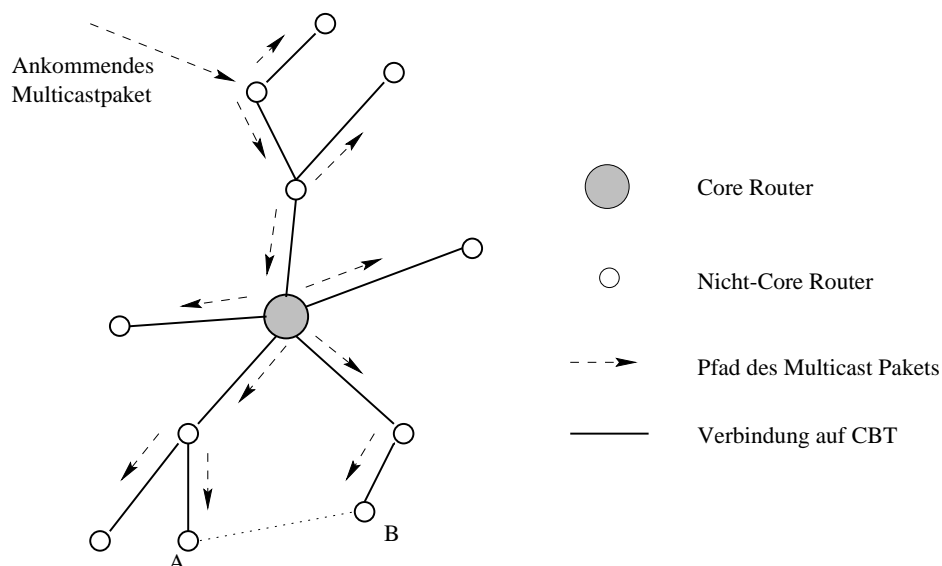 Ankommendes
Multicastpaket
Core Router
Nicht-Core Router
Pfad des Multicast Pakets
Verbindung auf CBT
B
A